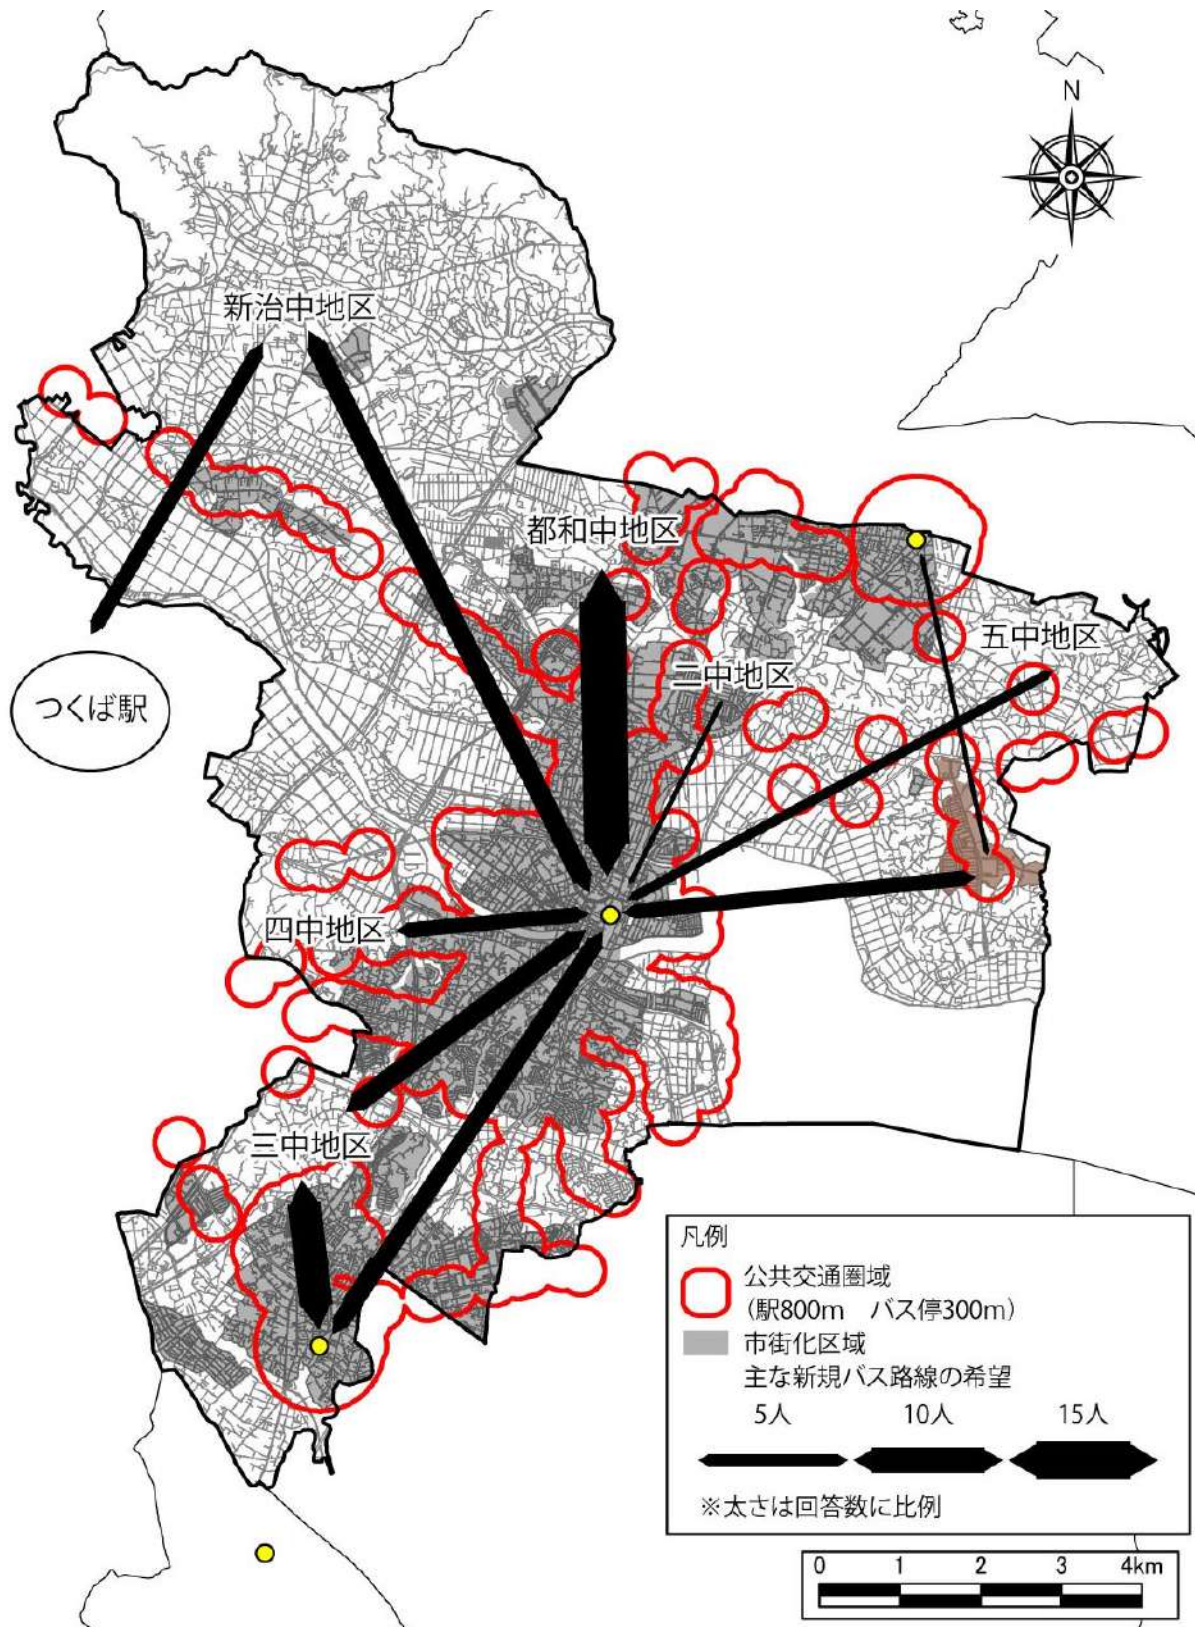 N
新治中地区
都和中地区
五中地区
二中地区
つくば駅
四中地区
三中地区
凡例
公共交通圏域
(駅800m バス停300m)
市街化区域
主な新規バス路線の希望
5人 10人 15人
※太さは回答数に比例
0 1 2 3 4km